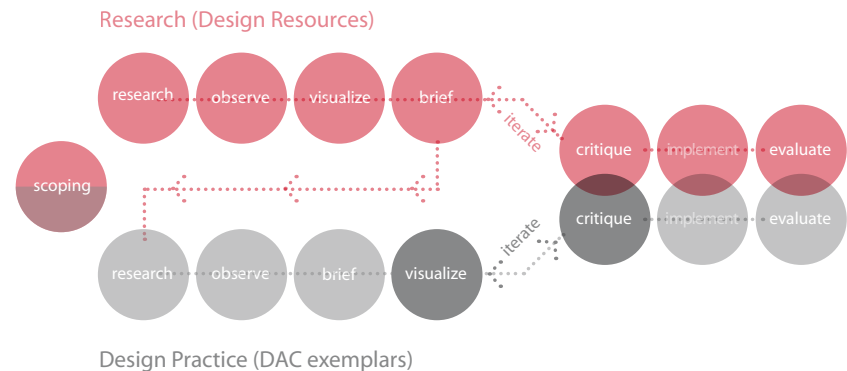 Research (Design Resources)
research observe visualize brief
iterate
critique implement evaluate
scoping
critique implement evaluate
iterate
research observe brief visualize
Design Practice (DAC exemplars)